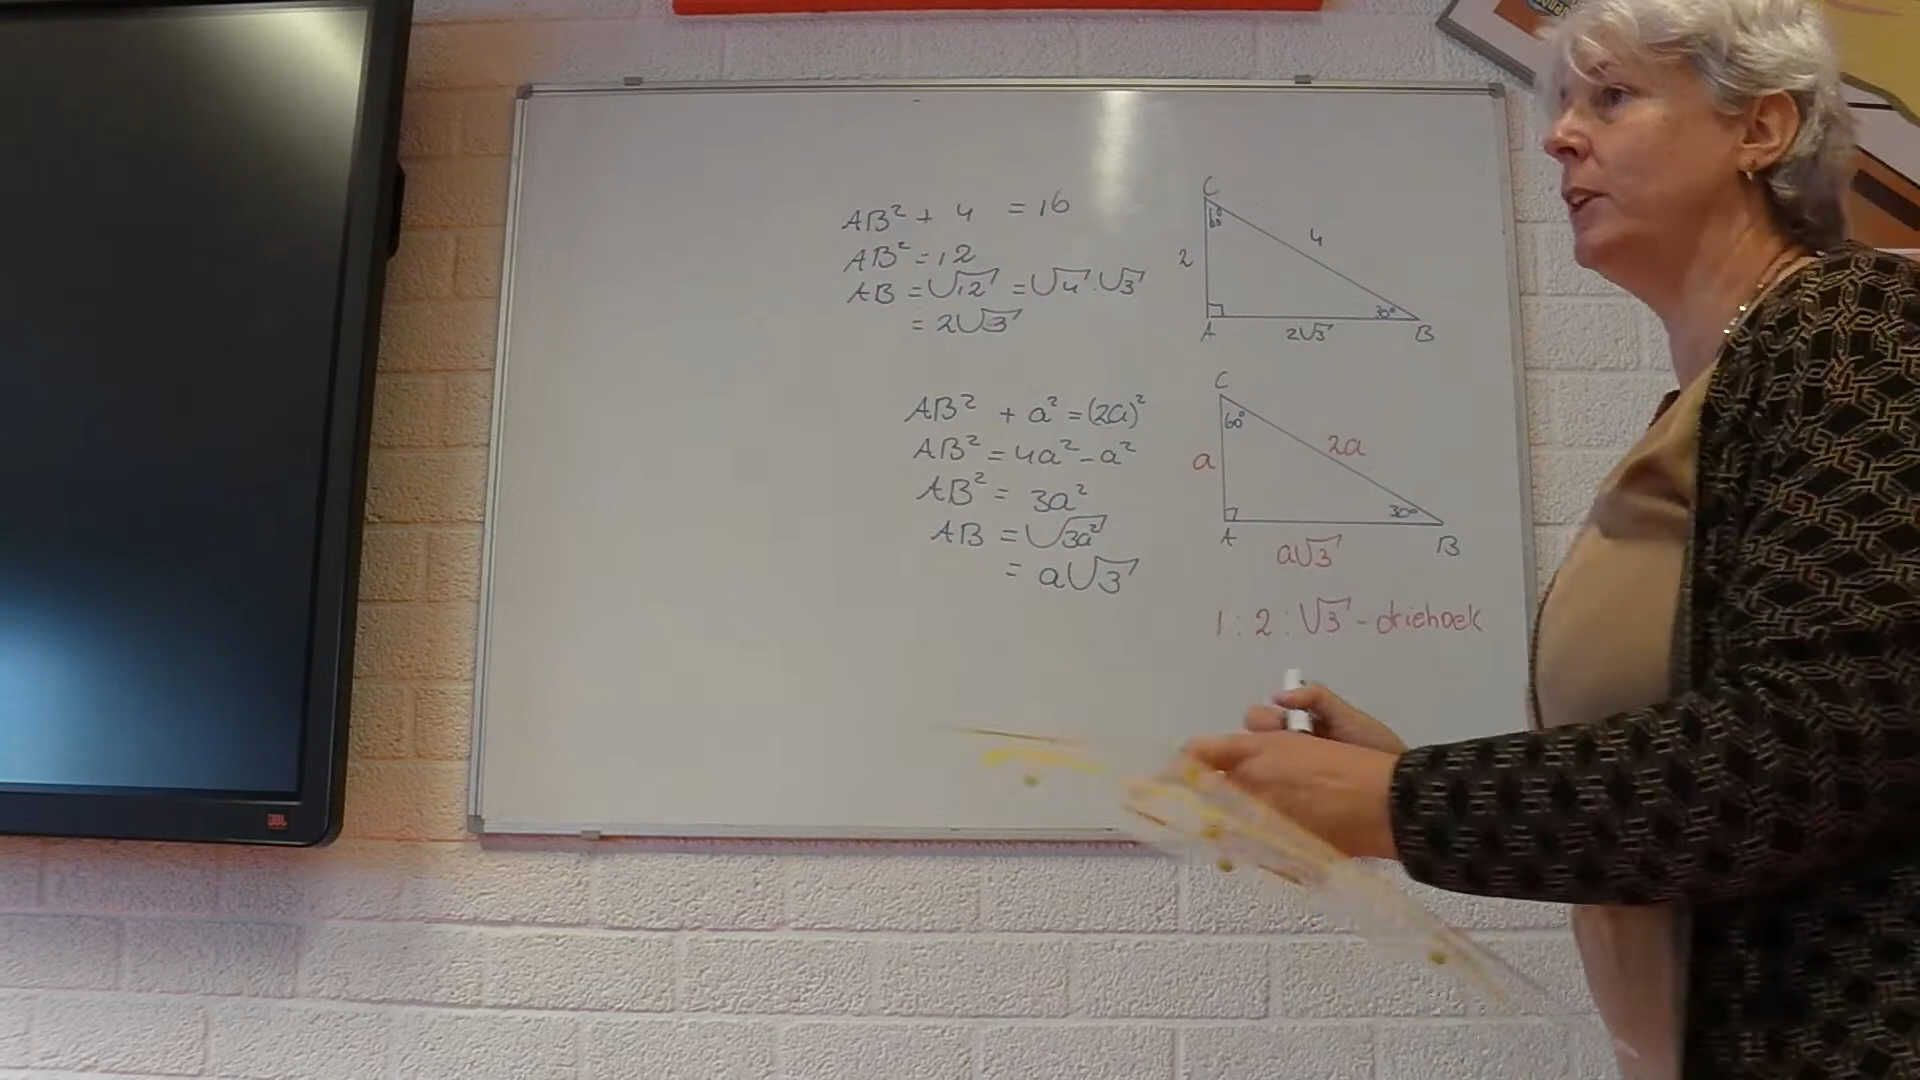 AB² + 4 = 16
AB² = 12
AB = √12 = √4 . √3
= 2√3
C
60°
4
2
30°
A
2√3
B
AB² + a² = (2a)²
AB² = 4a² - a²
AB² = 3a²
AB = √3a²
= a√3
C
60°
2a
a
30°
A
a√3
B
1 : 2 : √3 - driehoek